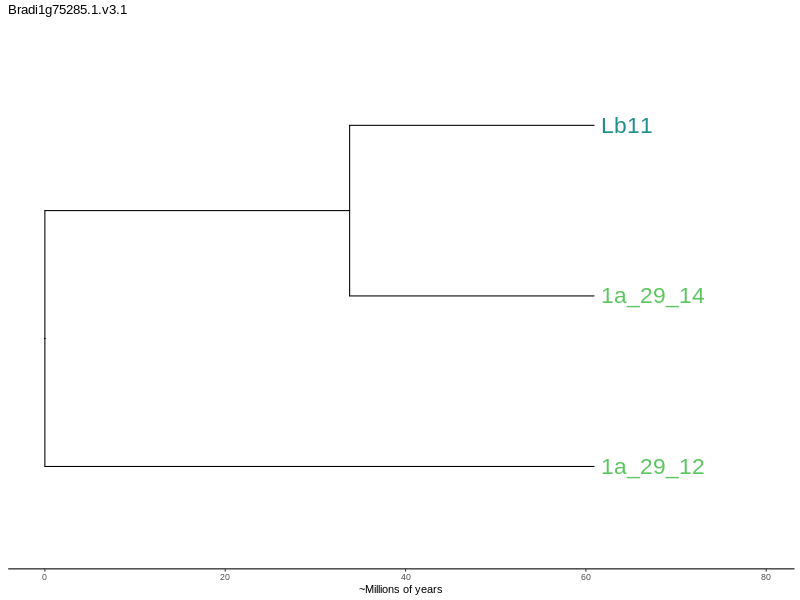 Bradi1g75285.1.v3.1
Lb11
1a_29_14
1a_29_12
0 20 40 60 80
~Millions of years